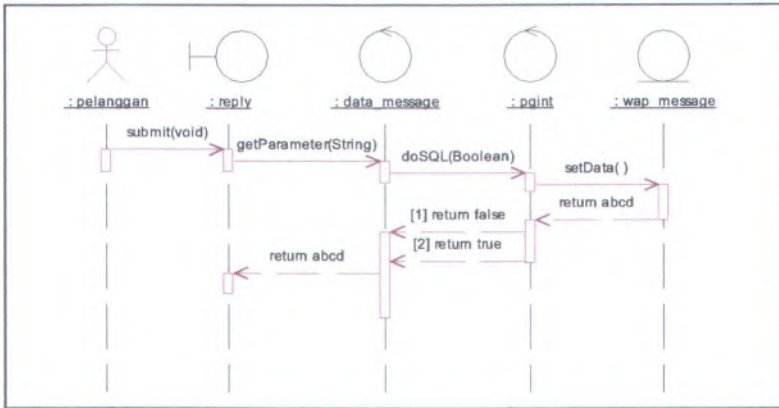 : pelanggan
: reply
: data_message
: pgint
: wap_message
submit(void)
getParameter(String)
doSQL(Boolean)
setData( )
return abcd
[1] return false
[2] return true
return abcd